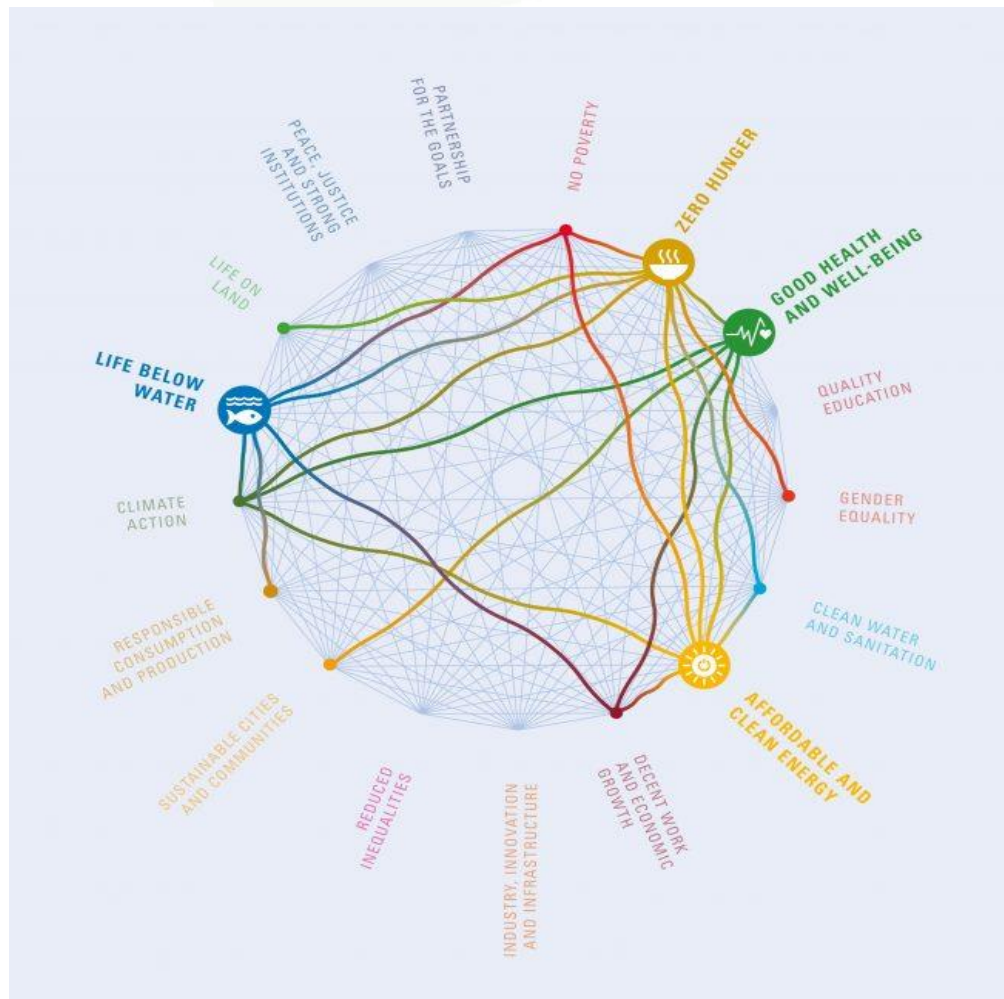 NO POVERTY
ZERO HUNGER
GOOD HEALTH
AND WELL-BEING
QUALITY
EDUCATION
GENDER
EQUALITY
CLEAN WATER
AND SANITATION
AFFORDABLE AND
CLEAN ENERGY
DECENT WORK
AND ECONOMIC
GROWTH
INDUSTRY, INNOVATION
AND INFRASTRUCTURE
REDUCED
INEQUALITIES
SUSTAINABLE CITIES
AND COMMUNITIES
RESPONSIBLE
CONSUMPTION
AND PRODUCTION
CLIMATE
ACTION
LIFE BELOW
WATER
LIFE ON
LAND
PEACE, JUSTICE
AND STRONG
INSTITUTIONS
PARTNERSHIP
FOR THE GOALS